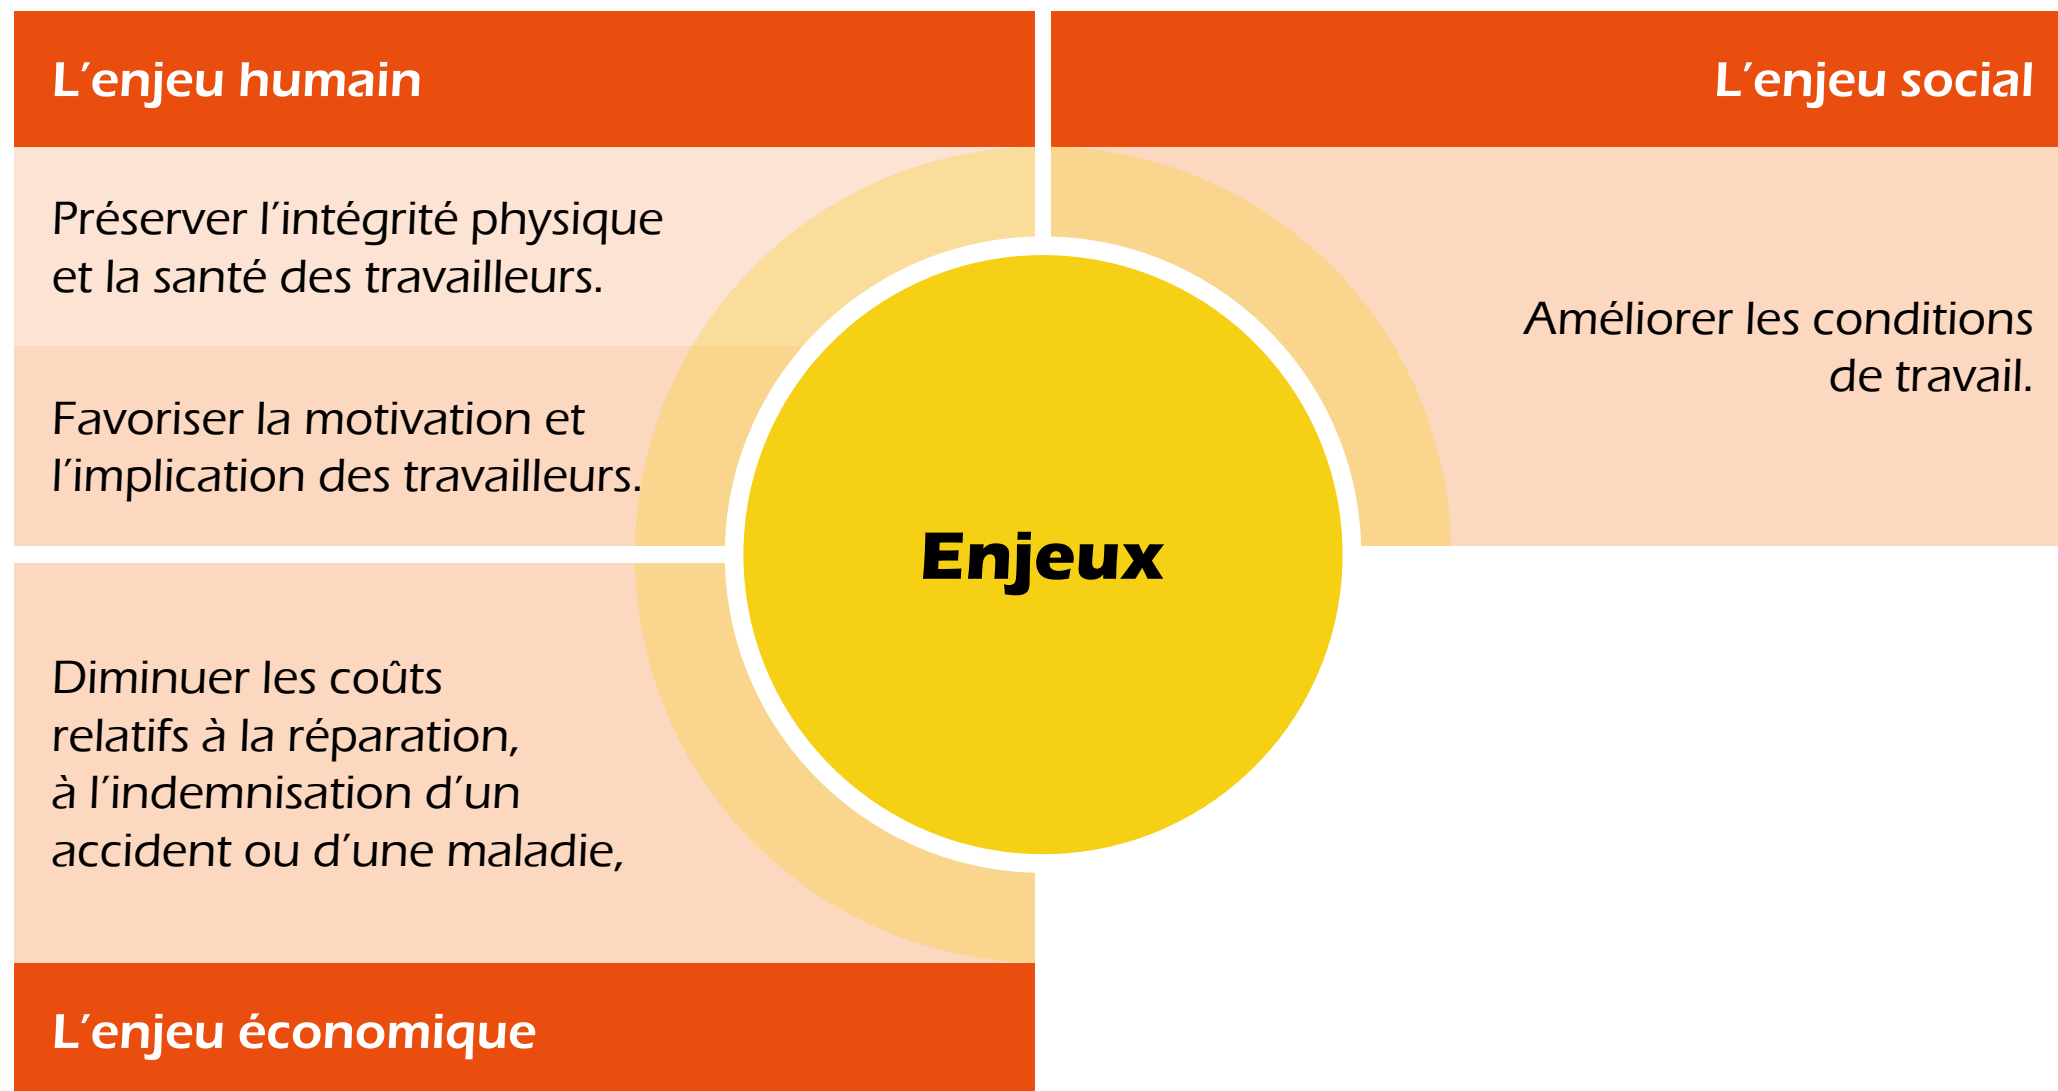 L’enjeu humain
Préserver l’intégrité physique
et la santé des travailleurs.
Favoriser la motivation et
l’implication des travailleurs.
L’enjeu social
Améliorer les conditions
de travail.
Enjeux
Diminuer les coûts
relatifs à la réparation,
à l’indemnisation d’un
accident ou d’une maladie,
L’enjeu économique